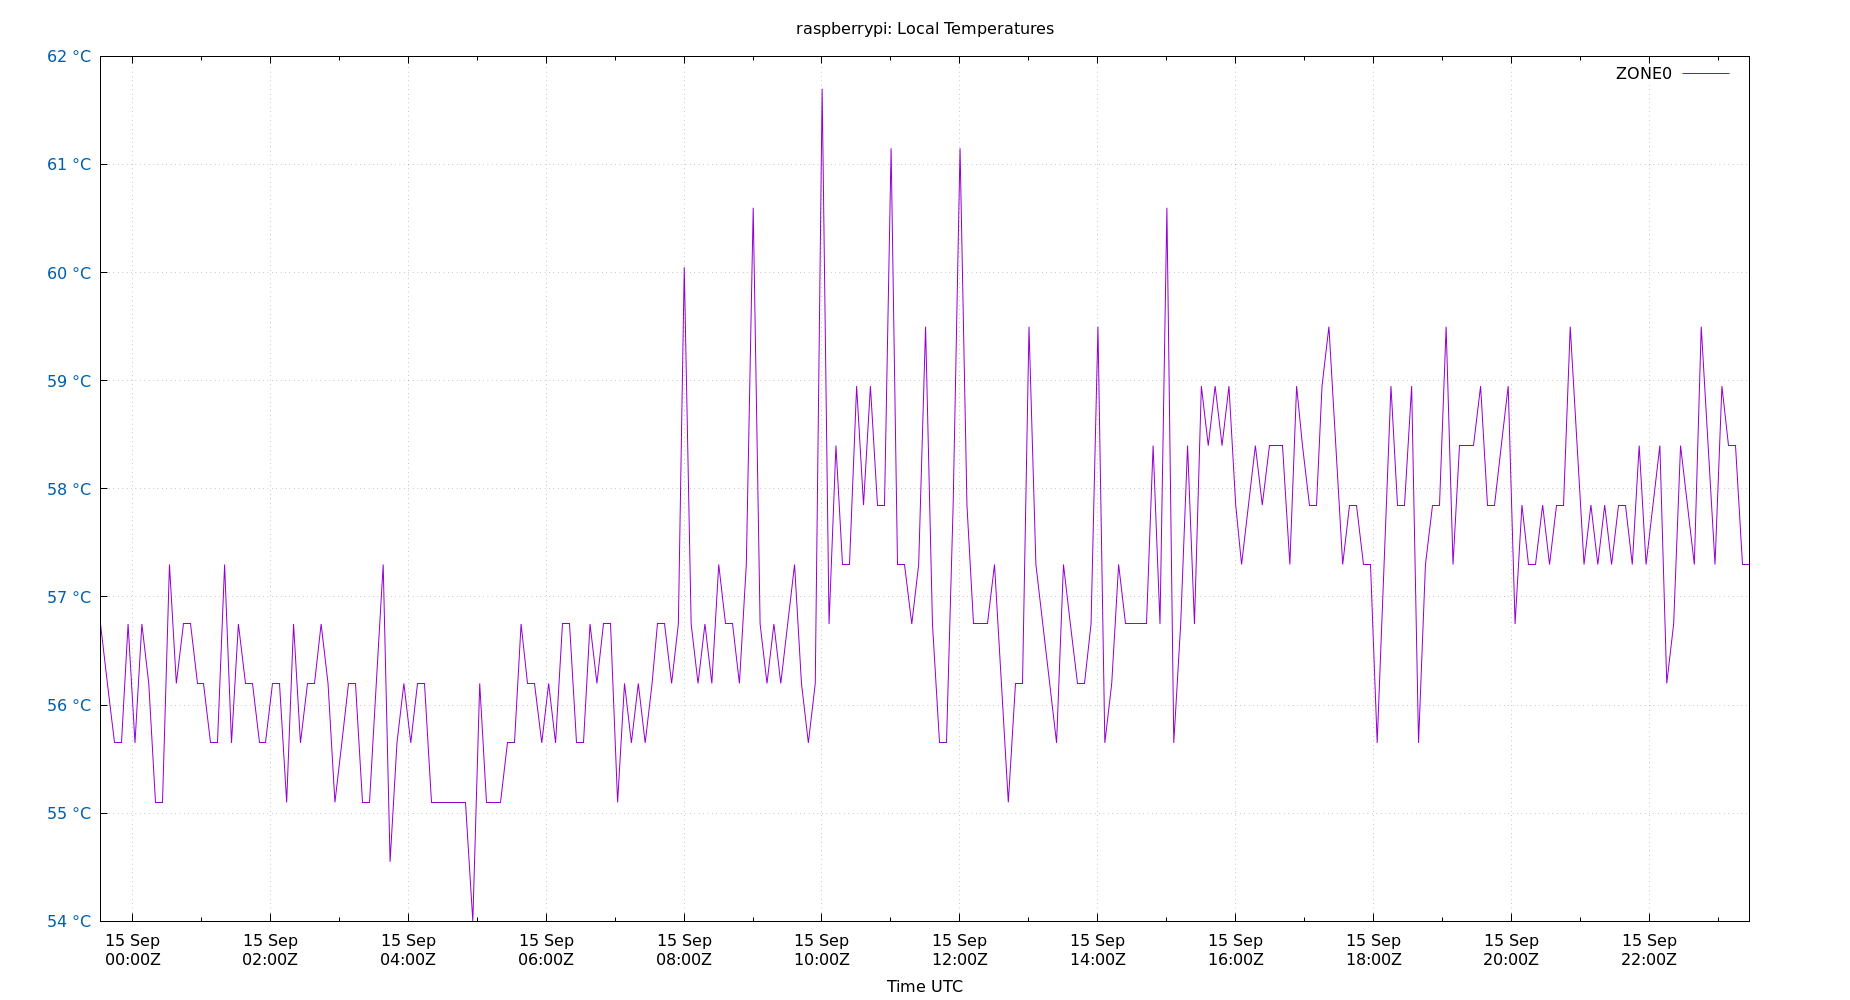 raspberrypi: Local Temperatures
62 °C
ZONE0
61 °C
60 °C
59 °C
58 °C
57 °C
56 °C
55 °C
54 °C
15 Sep 15 Sep 15 Sep 15 Sep 15 Sep 15 Sep 15 Sep 15 Sep 15 Sep 15 Sep 15 Sep 15 Sep
00:00Z 02:00Z 04:00Z 06:00Z 08:00Z 10:00Z 12:00Z 14:00Z 16:00Z 18:00Z 20:00Z 22:00Z
Time UTC